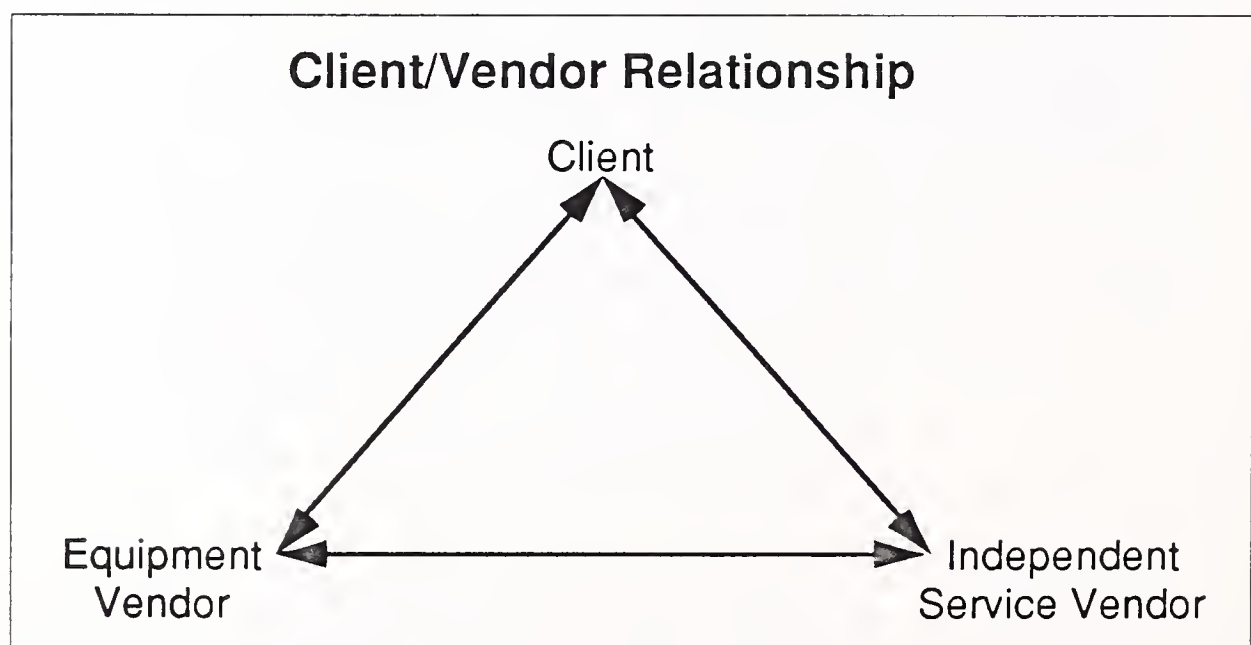 Client/Vendor Relationship
Client
Equipment
Vendor
Independent
Service Vendor